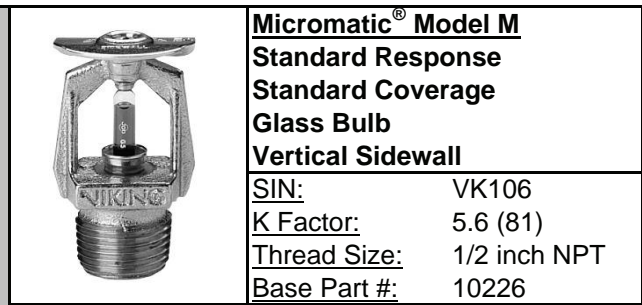 Micromatic® Model M
Standard Response
Standard Coverage
Glass Bulb
Vertical Sidewall
SIN: VK106
K Factor: 5.6 (81)
Thread Size: 1/2 inch NPT
Base Part #: 10226
SIDEWALL
VIKING